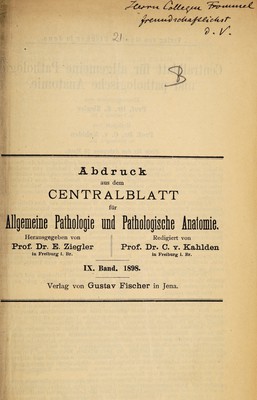 Herrn Collegen Frommel
freundschaftlichst
d. V.
21.
Abdruck
aus dem
CENTRALBLATT
für
Allgemeine Pathologie und Pathologische Anatomie.
Herausgegeben von Redigiert von
Prof. Dr. E. Ziegler Prof. Dr. C. v. Kahlden
in Freiburg i. Br. in Freiburg i. Br.
IX. Band. 1898.
Verlag von Gustav Fischer in Jena.